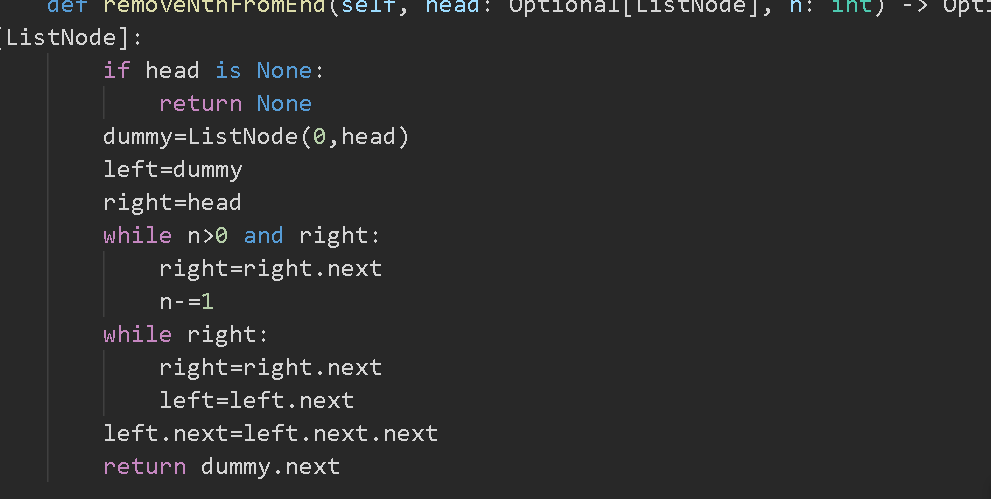 def removeNthFromEnd(self, head: Optional[ListNode], n: int) -> Opti
[ListNode]:
if head is None:
return None
dummy=ListNode(0,head)
left=dummy
right=head
while n>0 and right:
right=right.next
n-=1
while right:
right=right.next
left=left.next
left.next=left.next.next
return dummy.next